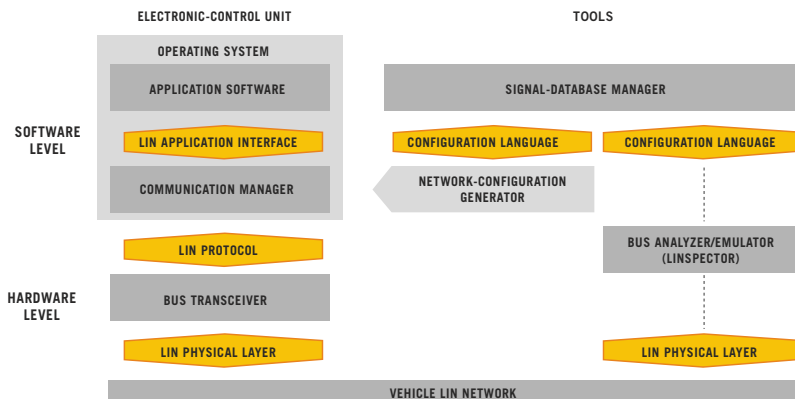 ELECTRONIC-CONTROL UNIT
TOOLS
OPERATING SYSTEM
APPLICATION SOFTWARE
SIGNAL-DATABASE MANAGER
SOFTWARE
LEVEL
LIN APPLICATION INTERFACE
CONFIGURATION LANGUAGE
CONFIGURATION LANGUAGE
COMMUNICATION MANAGER
NETWORK-CONFIGURATION
GENERATOR
LIN PROTOCOL
BUS ANALYZER/EMULATOR
(LINSPECTOR)
HARDWARE
LEVEL
BUS TRANSCEIVER
LIN PHYSICAL LAYER
LIN PHYSICAL LAYER
VEHICLE LIN NETWORK